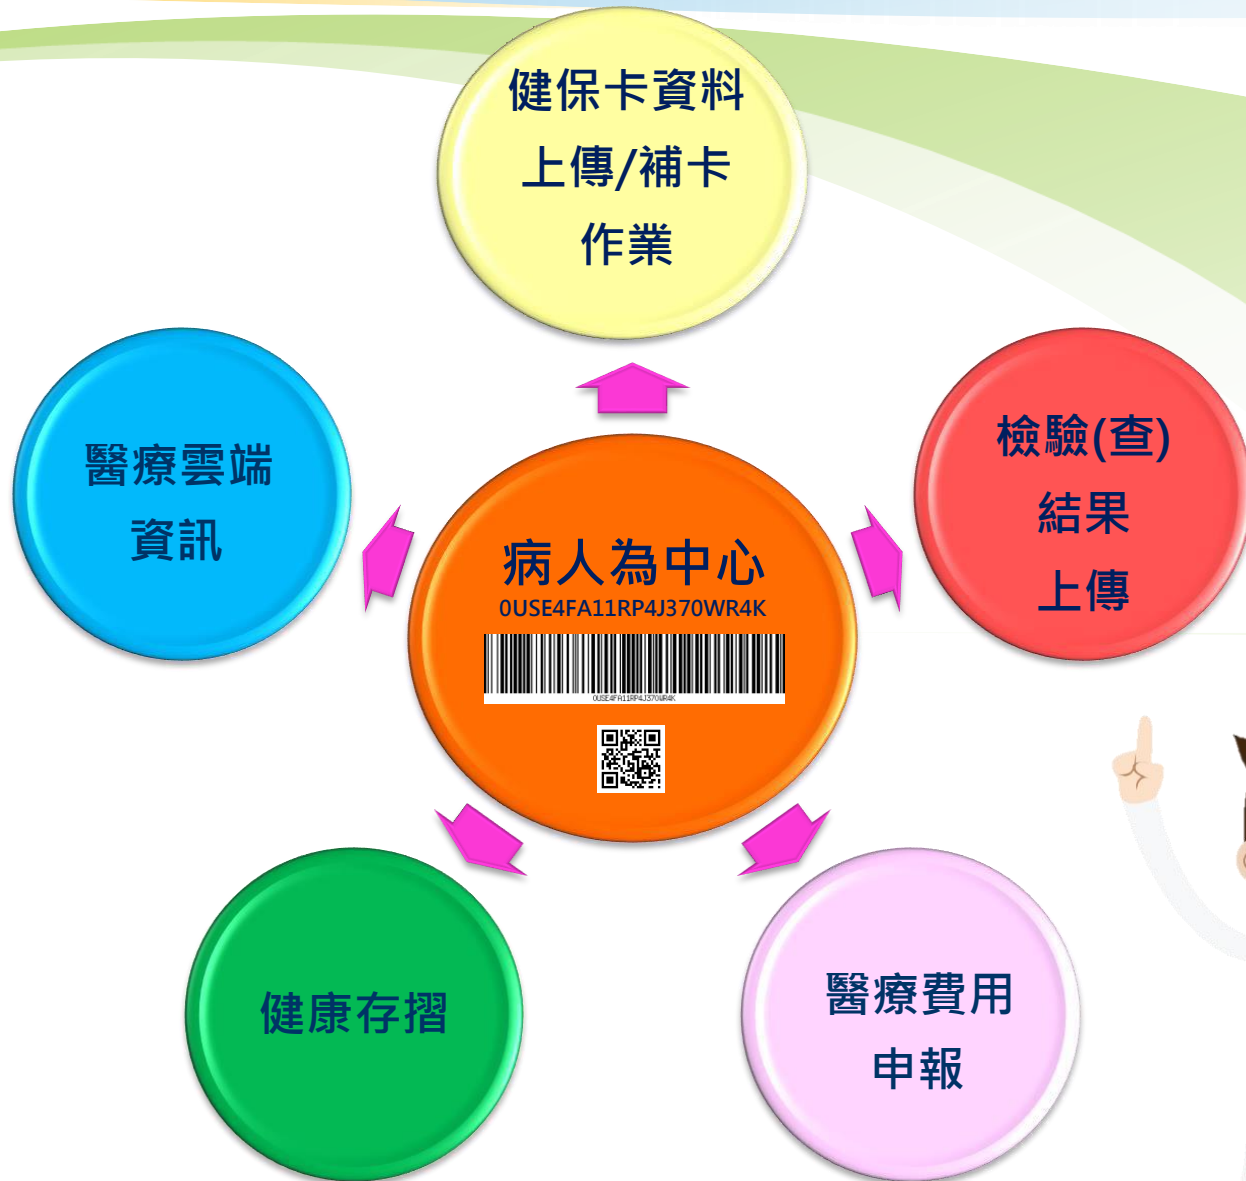 健保卡資料
上傳/補卡
作業
醫療雲端
資訊
檢驗(查)
結果
上傳
病人為中心
0USE4FA11RP4J370WR4K
0USE4FA11RP4J370WR4K
健康存摺
醫療費用
申報